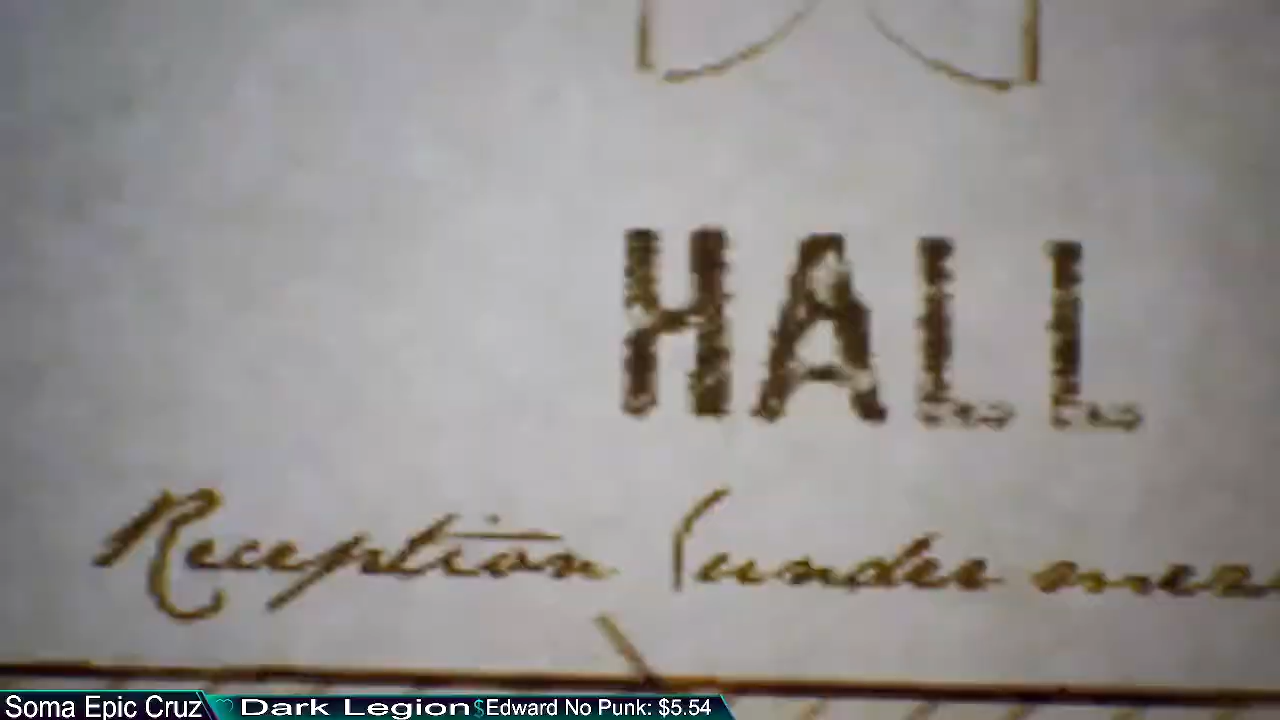 HALL
Reception (under
Soma Epic Cruz Dark Legion $Edward No Punk: $5.54